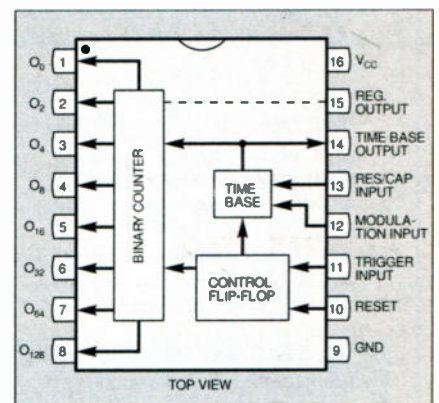 O₀ 1
O₂ 2
O₄ 3
O₈ 4
O₁₆ 5
O₃₂ 6
O₆₄ 7
O₁₂₈ 8
BINARY COUNTER
TIME
BASE
CONTROL
FLIP-FLOP
16 V_CC
15 REG.
OUTPUT
14 TIME BASE
OUTPUT
13 RES/CAP
INPUT
12 MODULA-
TION INPUT
11 TRIGGER
INPUT
10 RESET
9 GND
TOP VIEW